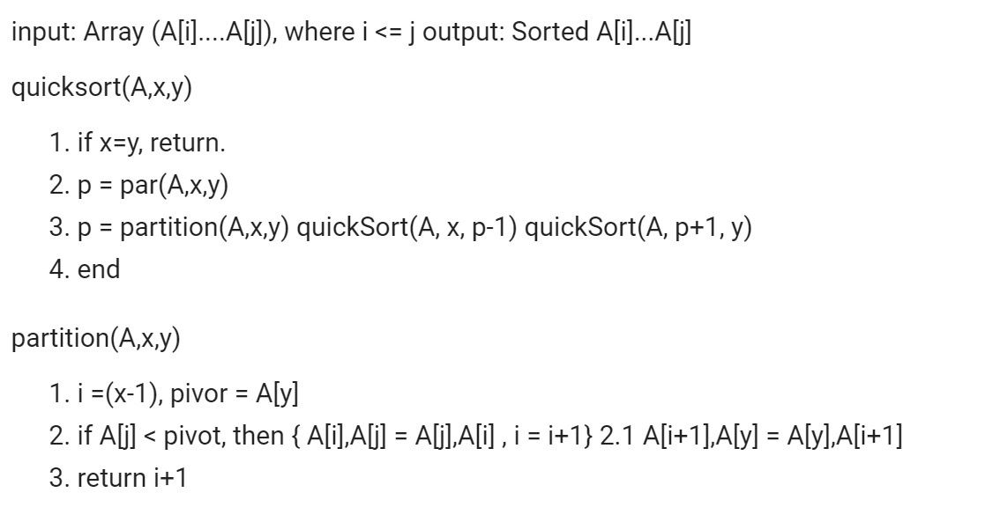 input: Array (A[i]....A[j]), where i <= j output: Sorted A[i]...A[j]
quicksort(A,x,y)
1. if x=y, return.
2. p = par(A,x,y)
3. p = partition(A,x,y) quickSort(A, x, p-1) quickSort(A, p+1, y)
4. end
partition(A,x,y)
1. i =(x-1), pivor = A[y]
2. if A[j] < pivot, then { A[i],A[j] = A[j],A[i] , i = i+1} 2.1 A[i+1],A[y] = A[y],A[i+1]
3. return i+1